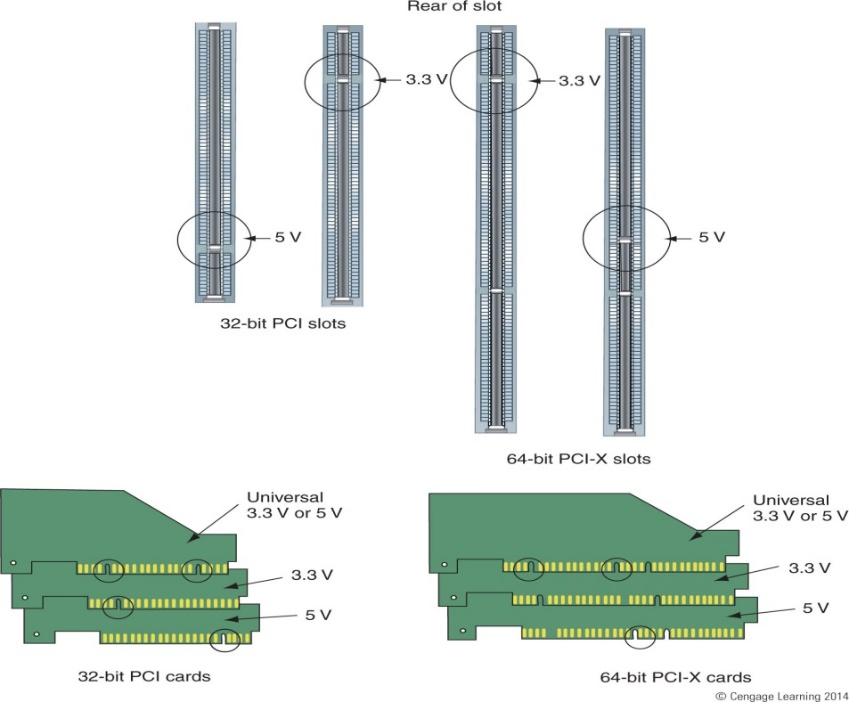 Rear of slot
3.3 V
3.3 V
5 V
5 V
32-bit PCI slots
64-bit PCI-X slots
Universal
3.3 V or 5 V
3.3 V
5 V
32-bit PCI cards
Universal
3.3 V or 5 V
3.3 V
5 V
64-bit PCI-X cards
© Cengage Learning 2014